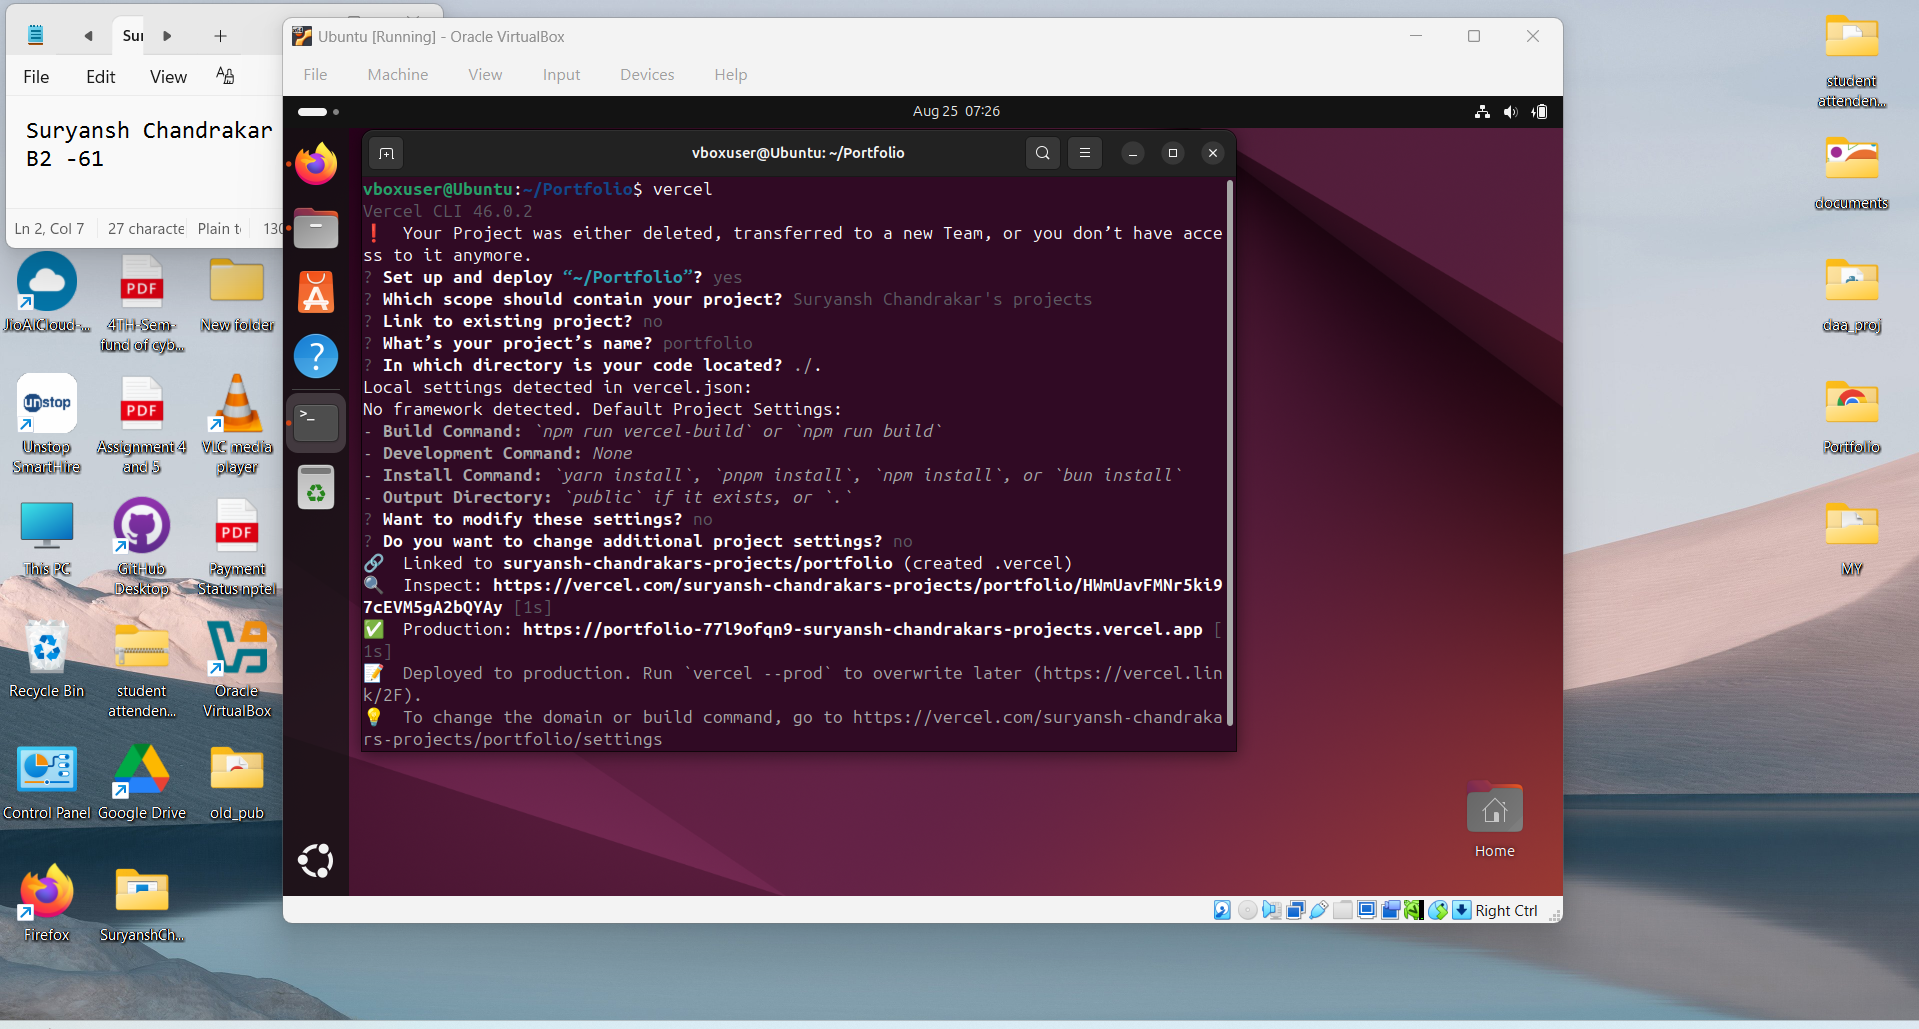 Sur
File Edit View
Suryansh Chandrakar
B2 -61
Ln 2, Col 7 27 characte Plain t 130
Ubuntu [Running] - Oracle VirtualBox
File Machine View Input Devices Help
Aug 25 07:26
vboxuser@Ubuntu: ~/Portfolio
vboxuser@Ubuntu:~/Portfolio$ vercel
Vercel CLI 46.0.2
❗ Your Project was either deleted, transferred to a new Team, or you don’t have acce
ss to it anymore.
? Set up and deploy “~/Portfolio”? yes
? Which scope should contain your project? Suryansh Chandrakar's projects
? Link to existing project? no
? What’s your project’s name? portfolio
? In which directory is your code located? ./.
Local settings detected in vercel.json:
No framework detected. Default Project Settings:
- Build Command: `npm run vercel-build` or `npm run build`
- Development Command: None
- Install Command: `yarn install`, `pnpm install`, `npm install`, or `bun install`
- Output Directory: `public` if it exists, or `.`
? Want to modify these settings? no
? Do you want to change additional project settings? no
🔗 Linked to suryansh-chandrakars-projects/portfolio (created .vercel)
🔍 Inspect: https://vercel.com/suryansh-chandrakars-projects/portfolio/HWmUavFMNr5ki9
7cEVM5gA2bQYAy [1s]
✅ Production: https://portfolio-77l9ofqn9-suryansh-chandrakars-projects.vercel.app [
1s]
📝 Deployed to production. Run `vercel --prod` to overwrite later (https://vercel.lin
k/2F).
💡 To change the domain or build command, go to https://vercel.com/suryansh-chandraka
rs-projects/portfolio/settings
Home
Right Ctrl
JioAICloud-...
4TH-Sem-
fund of cyb...
New folder
unstop
Unstop
SmartHire
PDF
Assignment 4
and 5
VLC media
player
This PC
GitHub
Desktop
PDF
Payment
Status nptel
Recycle Bin
student
attenden...
Oracle
VirtualBox
Control Panel
Google Drive
old_pub
Firefox
SuryanshCh...
PDF
student
attenden...
documents
daa_proj
Portfolio
MY